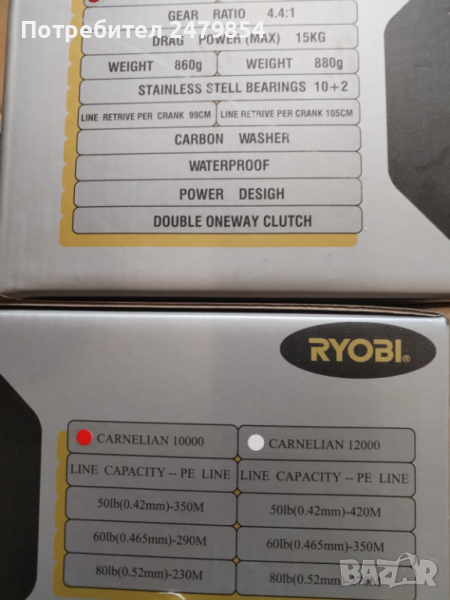 Потребител 2479854
GEAR RATIO 4.4:1
DRAG POWER (MAX) 15KG
WEIGHT 860g WEIGHT 880g
STAINLESS STELL BEARINGS 10+2
LINE RETRIVE PER CRANK 99CM LINE RETRIVE PER CRANK 105CM
CARBON WASHER
WATERPROOF
POWER DESIGH
DOUBLE ONEWAY CLUTCH
RYOBI®
CARNELIAN 10000 CARNELIAN 12000
LINE CAPACITY -- PE LINE LINE CAPACITY -- PE LINE
50lb(0.42mm)-350M 50lb(0.42mm)-420M
60lb(0.465mm)-290M 60lb(0.465mm)-350M
80lb(0.52mm)-230M 80lb(0.52mm)
BAZAR